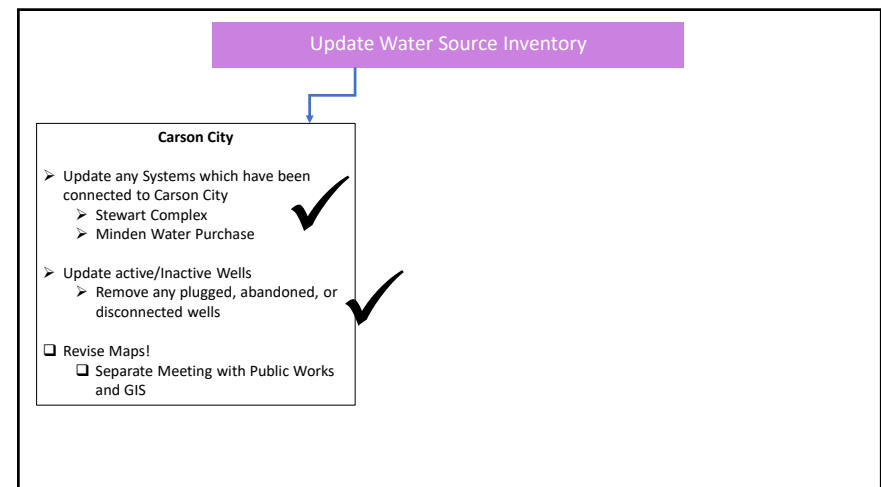 Update Water Source Inventory
Carson City
➢ Update any Systems which have been
connected to Carson City
➢ Stewart Complex
➢ Minden Water Purchase
➢ Update active/Inactive Wells
➢ Remove any plugged, abandoned, or
disconnected wells
❑ Revise Maps!
❑ Separate Meeting with Public Works
and GIS